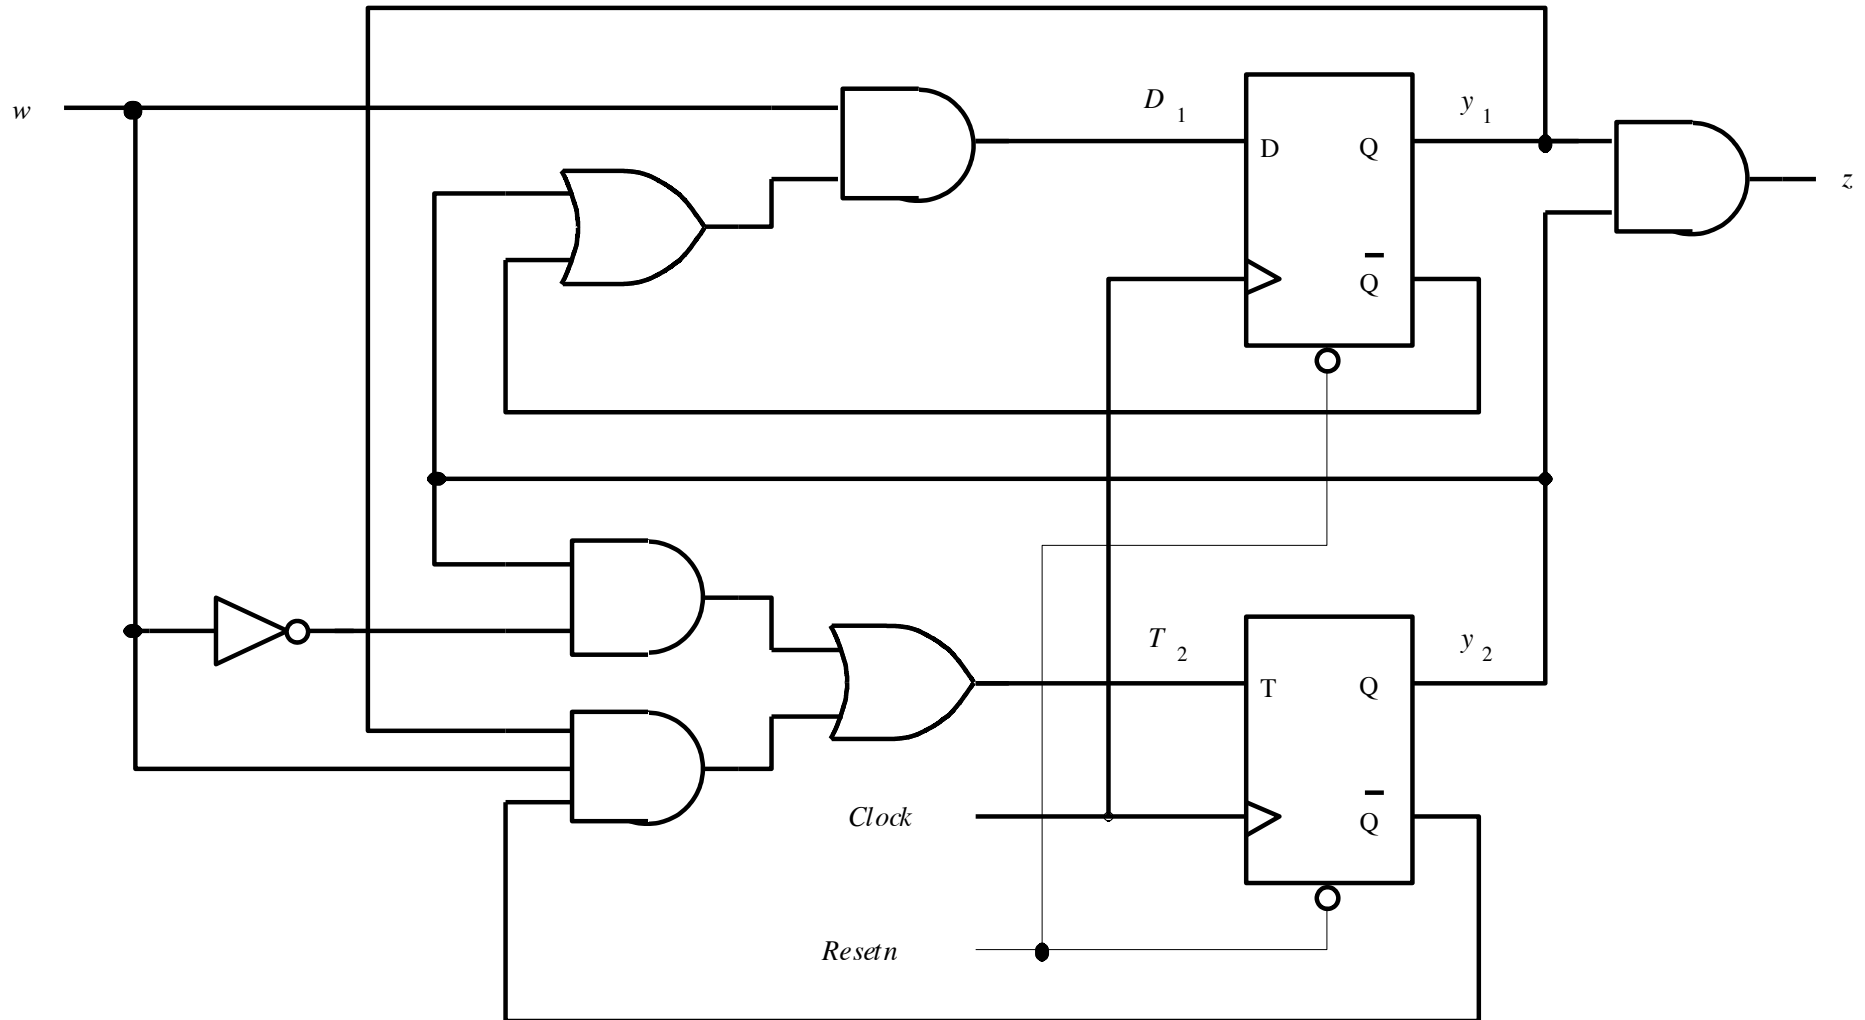 w
D 1
y 1
D Q
z
Q
T 2
y 2
T Q
Clock
Q
Resetn